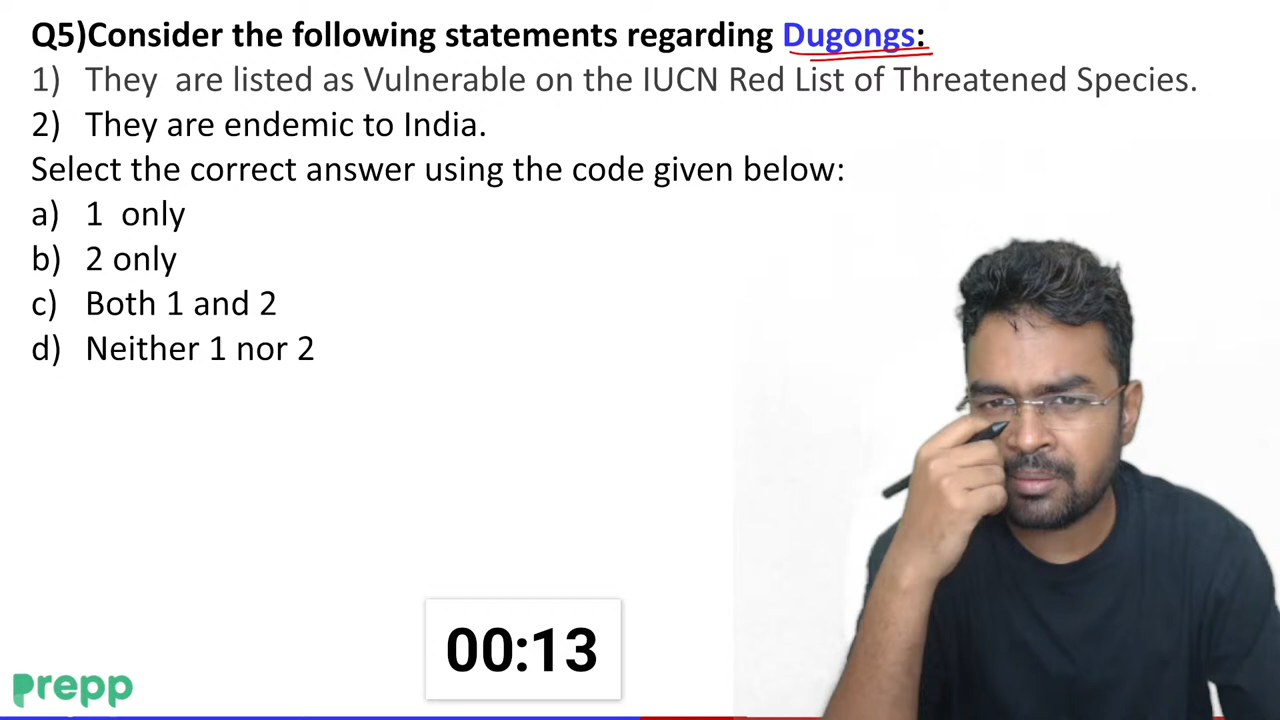 Q5)Consider the following statements regarding Dugongs:
1) They are listed as Vulnerable on the IUCN Red List of Threatened Species.
2) They are endemic to India.
Select the correct answer using the code given below:
a) 1 only
b) 2 only
c) Both 1 and 2
d) Neither 1 nor 2
00:13
prepp